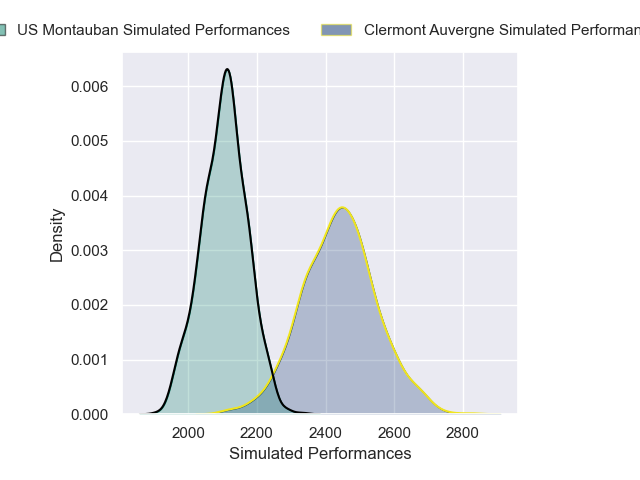 US Montauban Simulated Performances
Clermont Auvergne Simulated
0.006
0.005
0.004
0.003
0.002
0.001
0.000
Density
2000 2200 2400 2600 2800
Simulated Performances